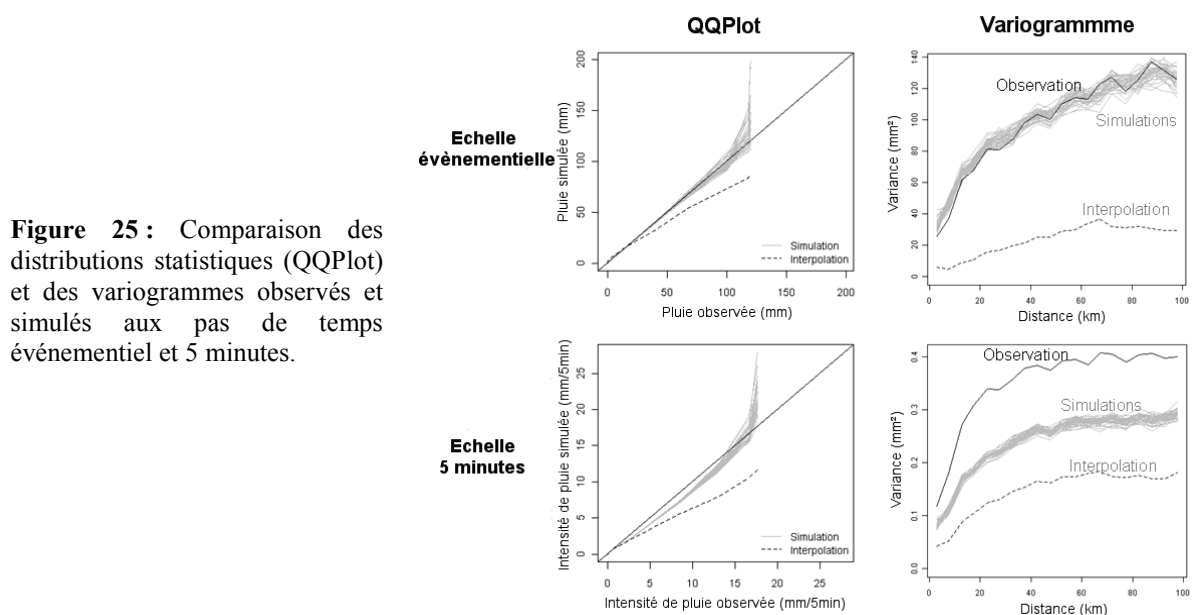 QQPlot
Variogrammme
Echelle
évènementielle
Pluie simulée (mm)
200
150
100
50
0
Simulation
Interpolation
0 50 100 150 200
Pluie observée (mm)
Variance (mm²)
140
120
100
80
60
40
20
0
Observation
Simulations
Interpolation
0 20 40 60 80 100
Distance (km)
Figure 25 : Comparaison des
distributions statistiques (QQPlot)
et des variogrammes observés et
simulés aux pas de temps
événementiel et 5 minutes.
Echelle
5 minutes
Intensité de pluie simulée (mm/5min)
25
20
15
10
5
0
Simulation
Interpolation
0 5 10 15 20 25
Intensité de pluie observée (mm/5min)
Variance (mm²)
0.4
0.3
0.2
0.1
0.0
Observation
Simulations
Interpolation
0 20 40 60 80 100
Distance (km)